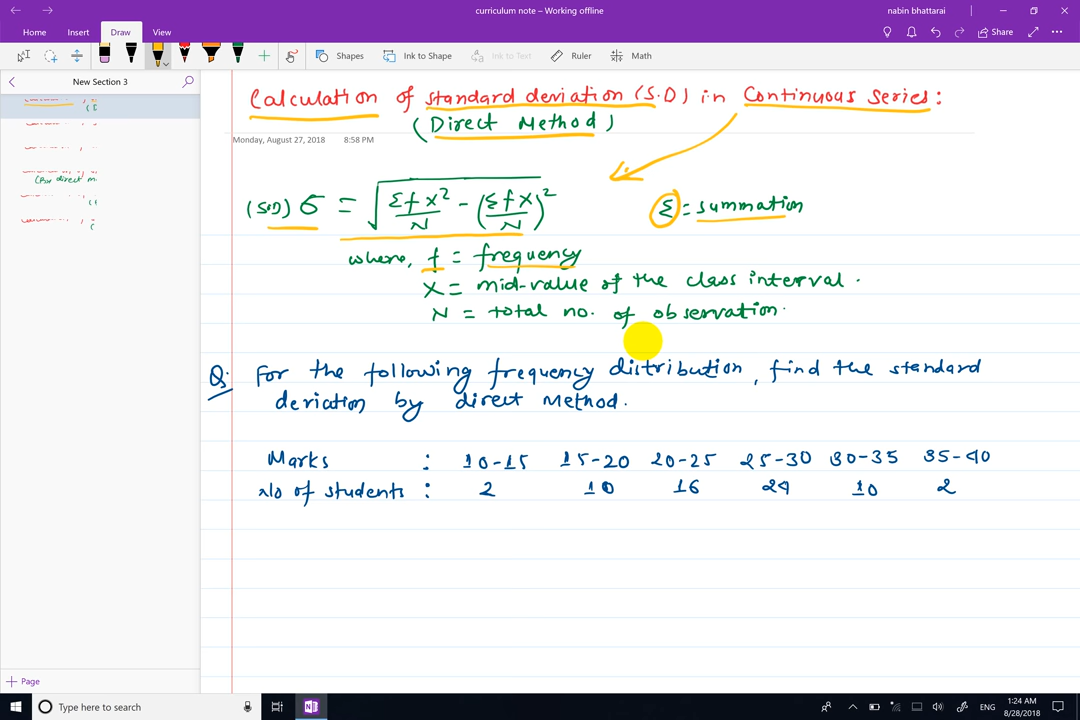 curriculum note – Working offline
nabin bhattarai
Home Insert Draw View
Share
Shapes Ink to Shape Ink to Text Ruler Math
New Section 3
Calculation of standard deviation (S.D) in Continuous Series:
(Direct Method)
Monday, August 27, 2018 8:58 PM
(S.D) σ = √ Σfx²/N - (Σfx/N)²
Σ = summation
where, f = frequency
X = mid-value of the class interval.
N = total no. of observation.
Q: For the following frequency distribution, find the standard
deviation by direct method.
Marks : 10-15 15-20 20-25 25-30 30-35 35-40
No of students : 2 10 16 24 10 2
(For direct m
+ Page
Type here to search
ENG
1:24 AM
8/28/2018